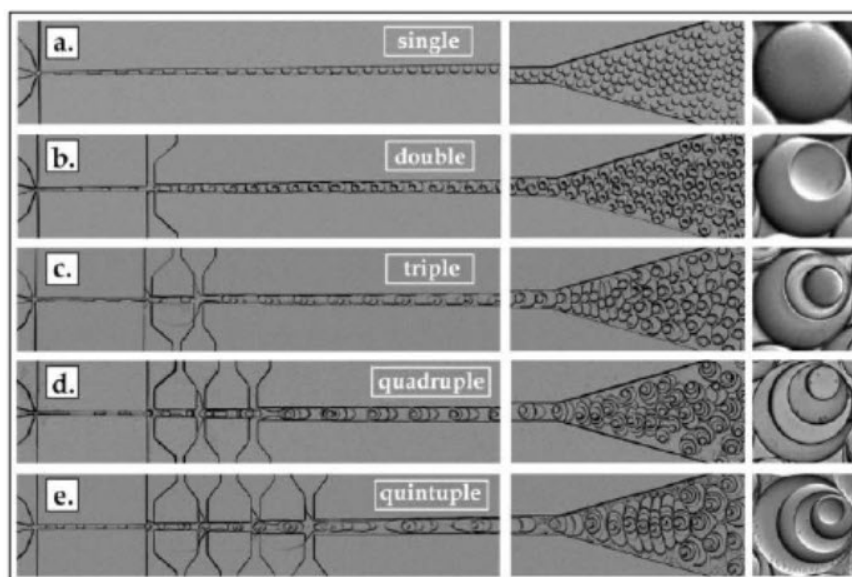 a.
single
b.
double
c.
triple
d.
quadruple
e.
quintuple